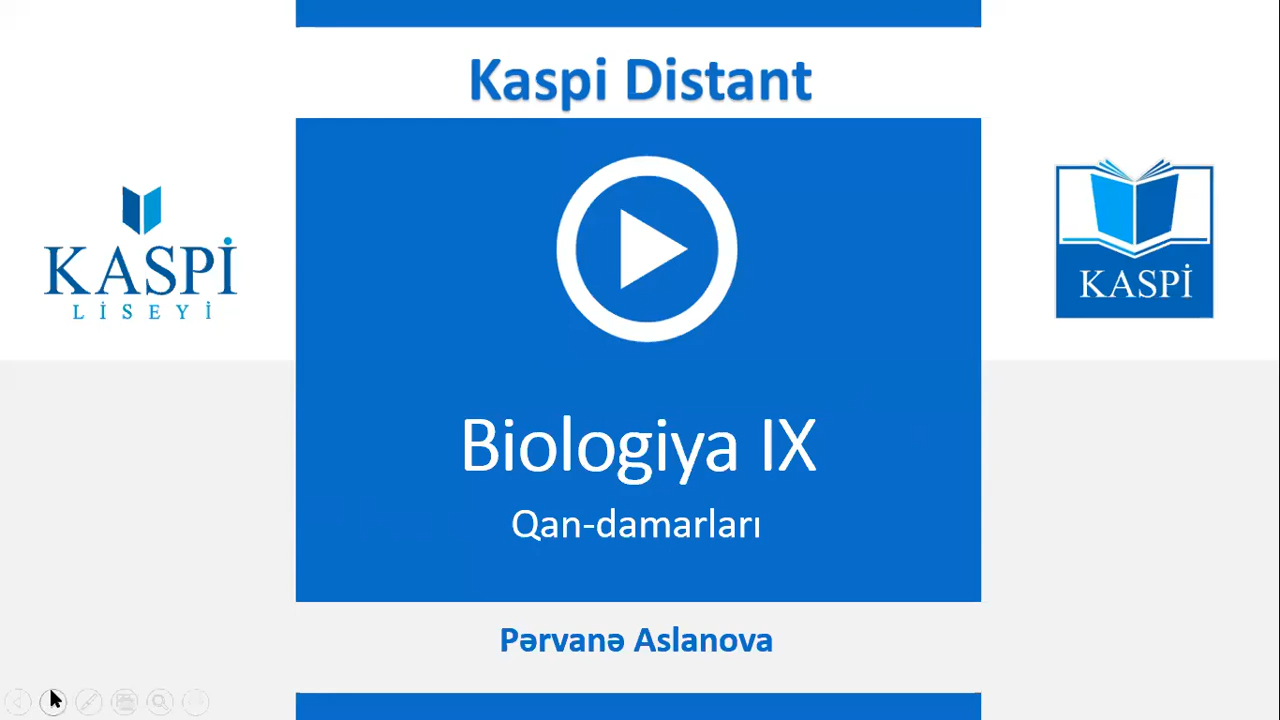 Kaspi Distant
KASPİ
LİSEYİ
KASPİ
Biologiya IX
Qan-damarları
Pərvanə Aslanova